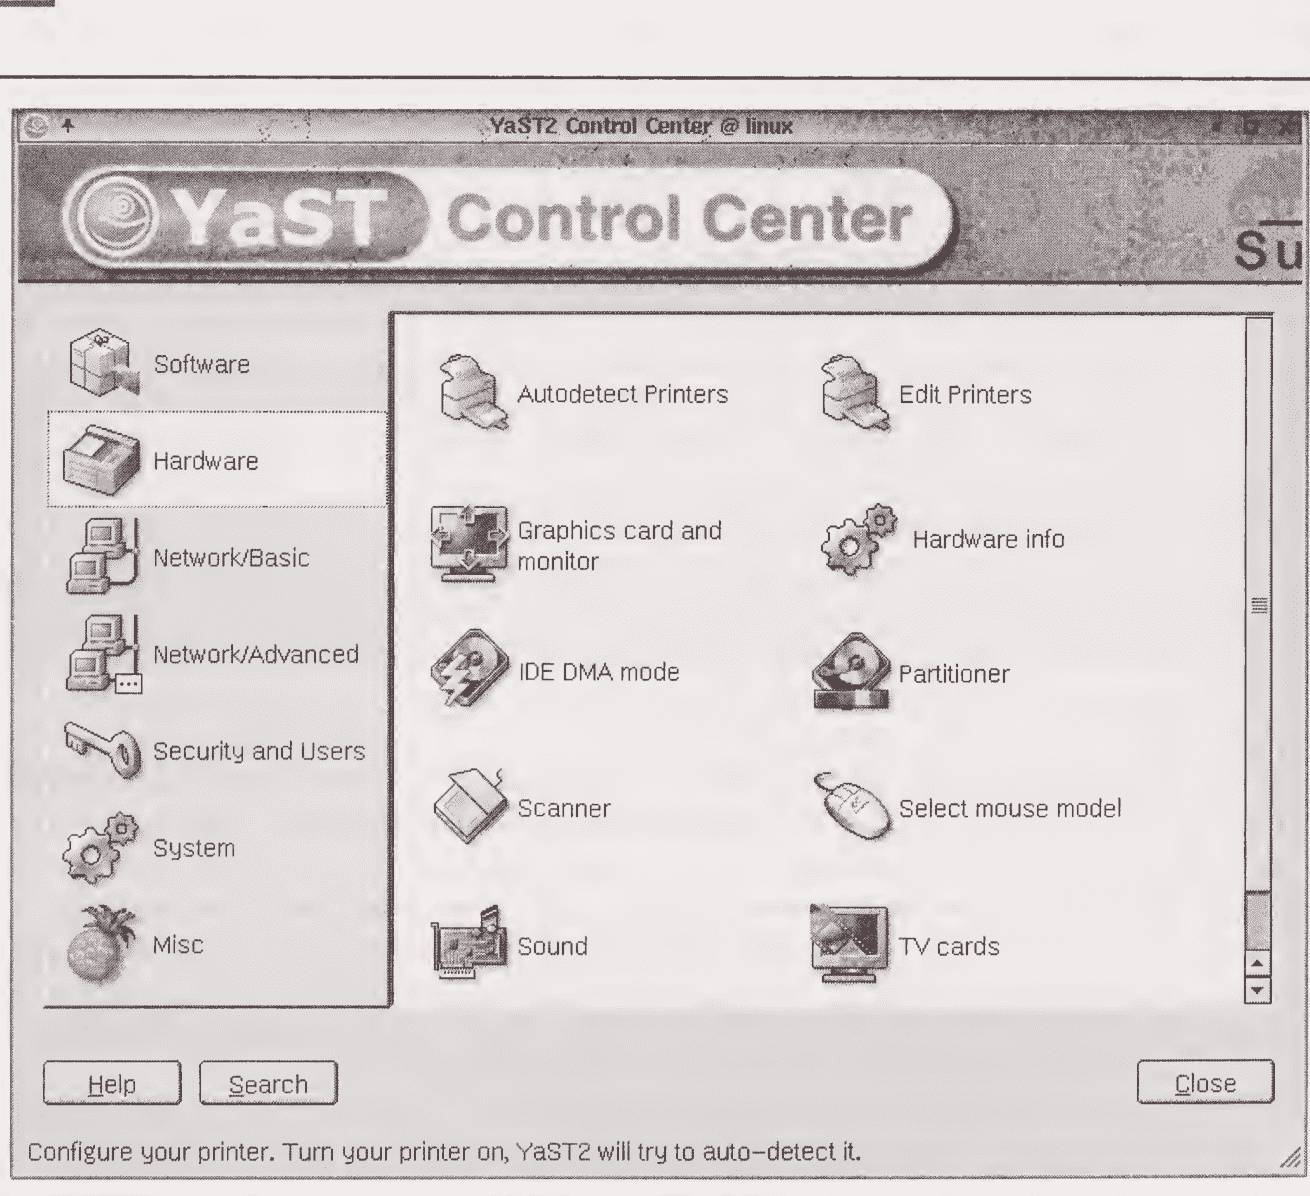 YaST2 Control Center @ linux
YaST Control Center
Su
Software
Hardware
Network/Basic
Network/Advanced
Security and Users
System
Misc
Autodetect Printers
Edit Printers
Graphics card and
monitor
Hardware info
IDE DMA mode
Partitioner
Scanner
Select mouse model
Sound
TV cards
Help
Search
Close
Configure your printer. Turn your printer on, YaST2 will try to auto-detect it.